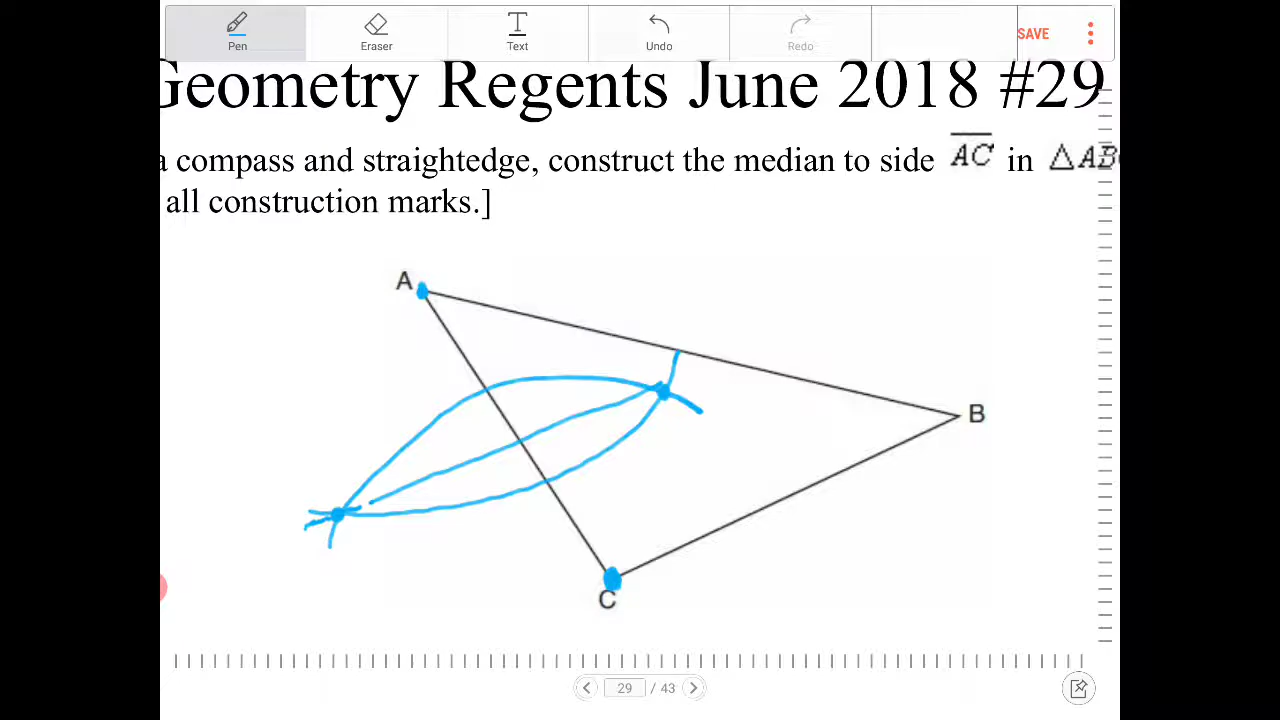 Pen Eraser Text Undo Redo SAVE
Geometry Regents June 2018 #29
a compass and straightedge, construct the median to side AC in △ABC
all construction marks.]
A
B
C
29 / 43